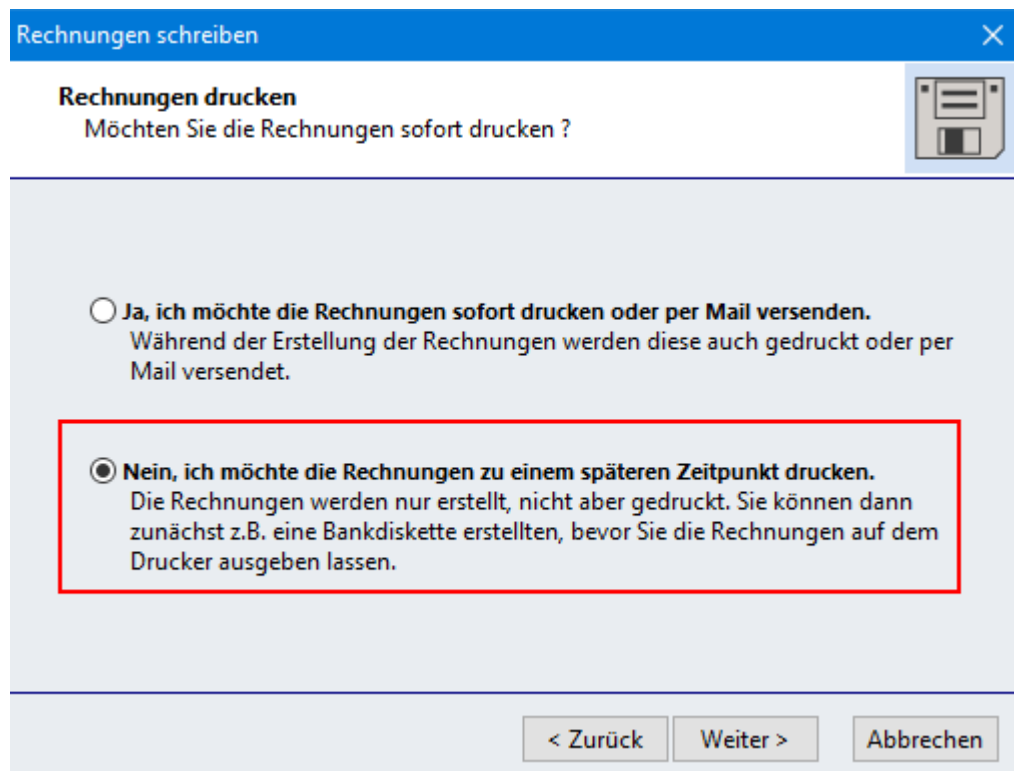 Rechnungen schreiben
Rechnungen drucken
Möchten Sie die Rechnungen sofort drucken ?
Ja, ich möchte die Rechnungen sofort drucken oder per Mail versenden.
Während der Erstellung der Rechnungen werden diese auch gedruckt oder per
Mail versendet.
Nein, ich möchte die Rechnungen zu einem späteren Zeitpunkt drucken.
Die Rechnungen werden nur erstellt, nicht aber gedruckt. Sie können dann
zunächst z.B. eine Bankdiskette erstellten, bevor Sie die Rechnungen auf dem
Drucker ausgeben lassen.
< Zurück Weiter > Abbrechen